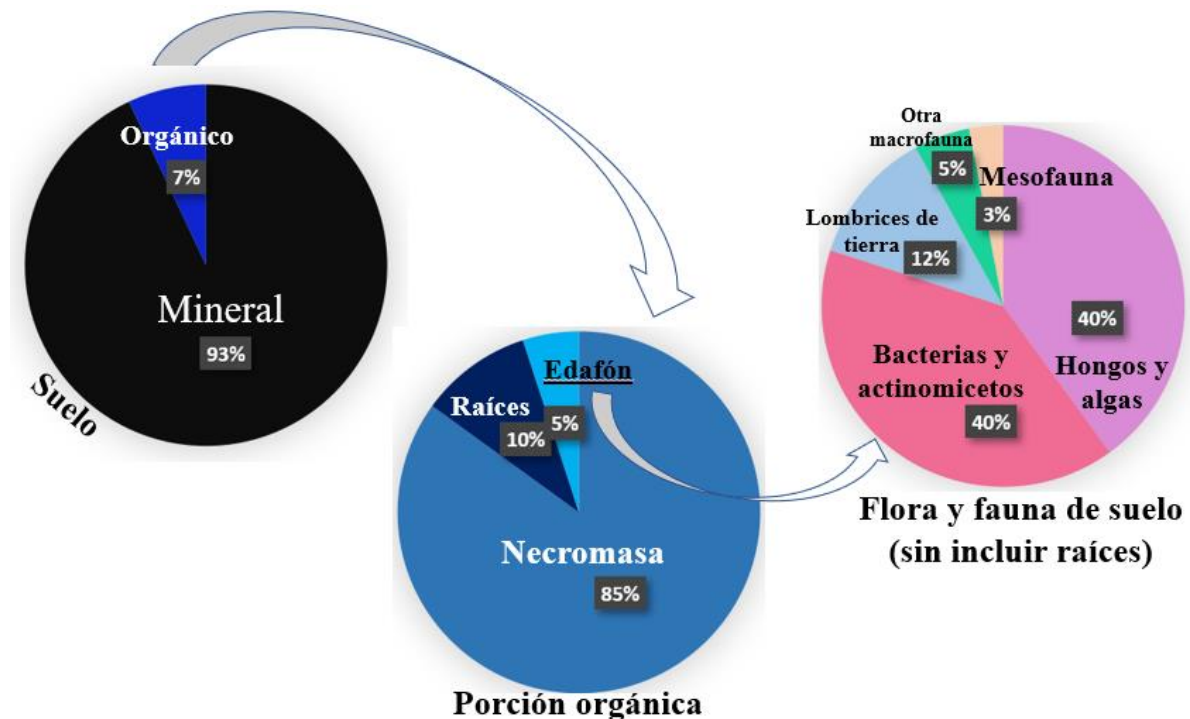 Orgánico
7%
Mineral
93%
Suelo
Edafón
Raíces
5%
10%
Necromasa
85%
Porción orgánica
Otra
macrofauna
5%
Mesofauna
3%
Lombrices de
tierra
12%
40%
Hongos y
algas
Bacterias y
actinomicetos
40%
Flora y fauna de suelo
(sin incluir raíces)